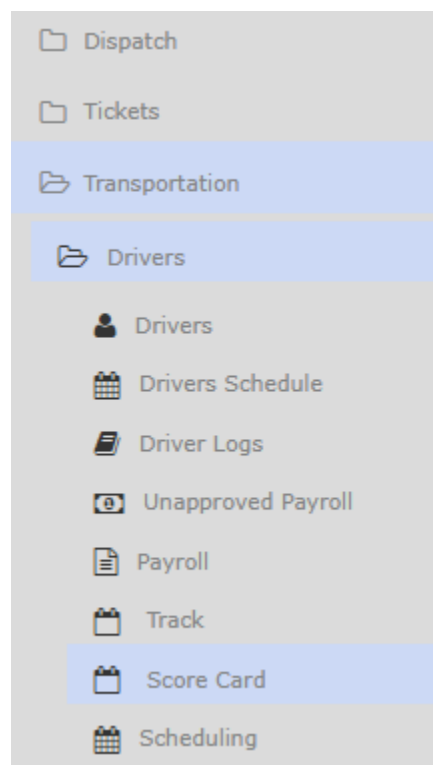 Dispatch
Tickets
Transportation
Drivers
Drivers
Drivers Schedule
Driver Logs
Unapproved Payroll
Payroll
Track
Score Card
Scheduling